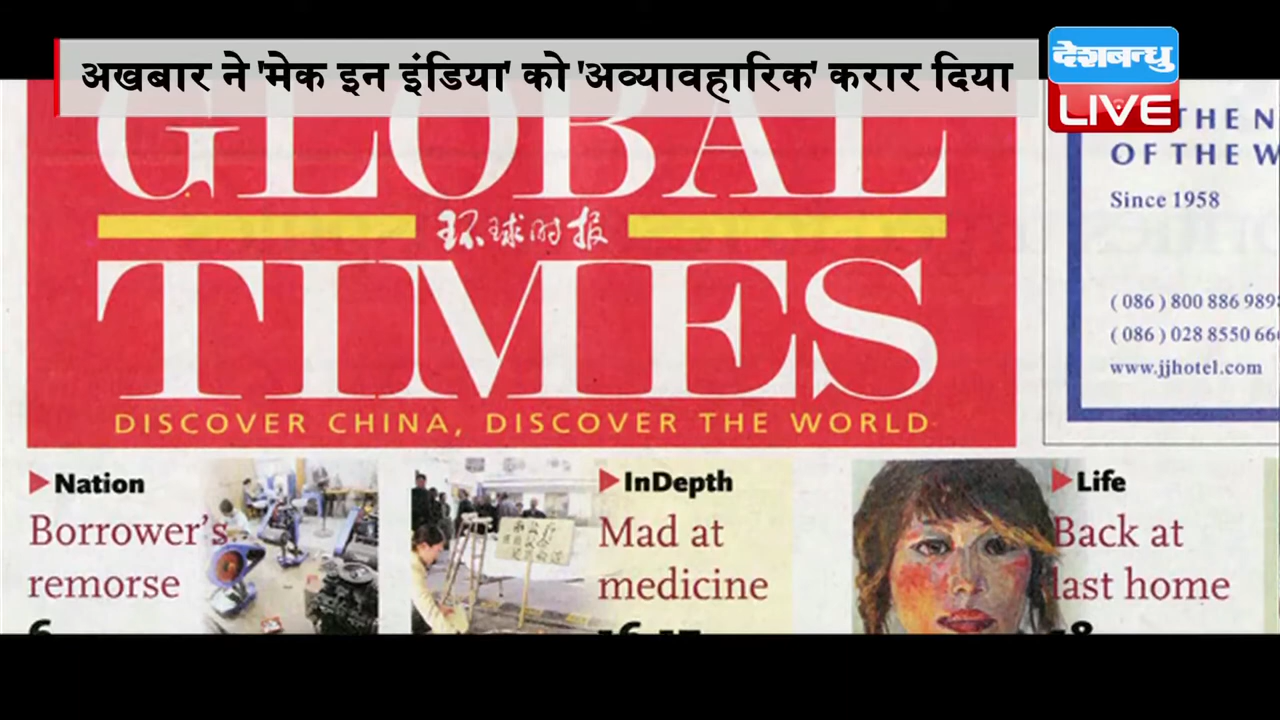 अखबार ने 'मेक इन इंडिया' को 'अव्यावहारिक' करार दिया
देशबन्धु
LIVE
GLOBAL
环球时报
TIMES
DISCOVER CHINA, DISCOVER THE WORLD
THE N
OF THE W
Since 1958
( 086 ) 800 886 989
( 086 ) 028 8550 66
www.jjhotel.com
Nation
Borrower's
remorse
InDepth
Mad at
medicine
Life
Back at
last home